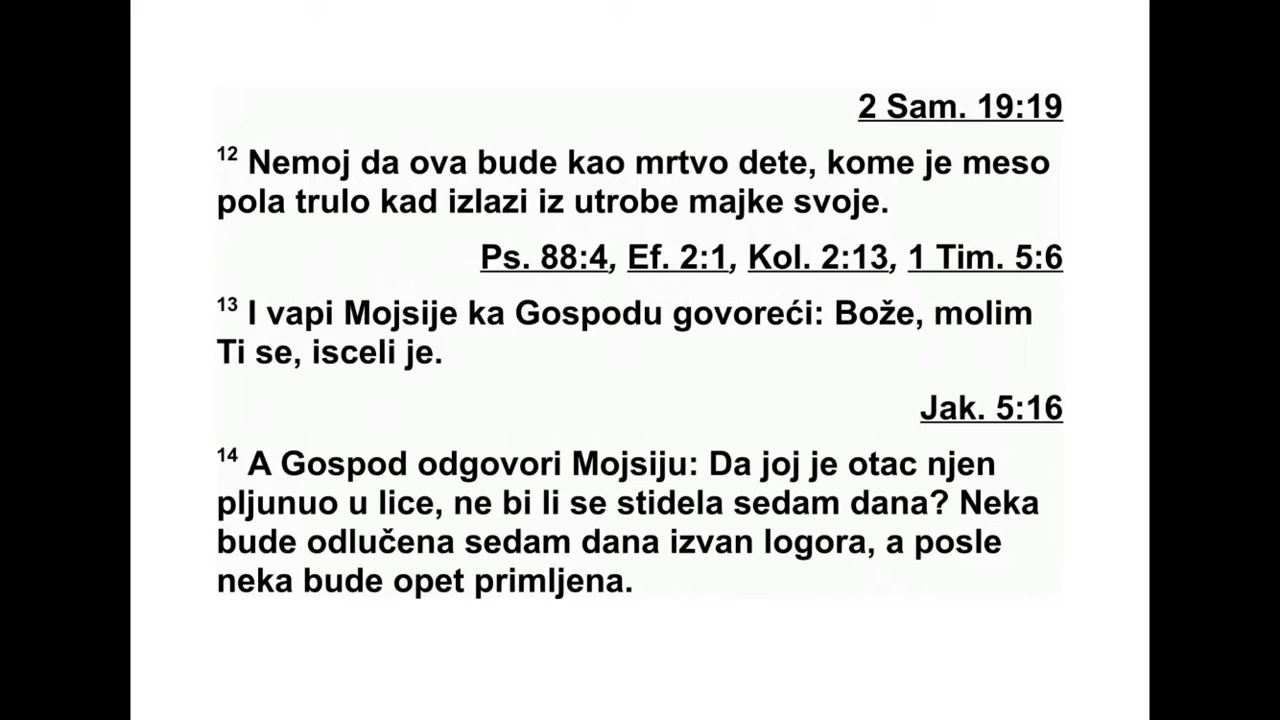 2 Sam. 19:19
12 Nemoj da ova bude kao mrtvo dete, kome je meso
pola trulo kad izlazi iz utrobe majke svoje.
Ps. 88:4, Ef. 2:1, Kol. 2:13, 1 Tim. 5:6
13 I vapi Mojsije ka Gospodu govoreći: Bože, molim
Ti se, isceli je.
Jak. 5:16
14 A Gospod odgovori Mojsiju: Da joj je otac njen
pljunuo u lice, ne bi li se stidela sedam dana? Neka
bude odlučena sedam dana izvan logora, a posle
neka bude opet primljena.